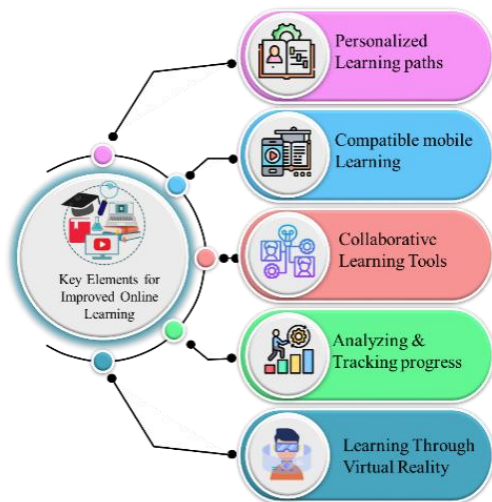 Personalized
Learning paths
Compatible mobile
Learning
Key Elements for
Improved Online
Learning
Collaborative
Learning Tools
Analyzing &
Tracking progress
Learning Through
Virtual Reality